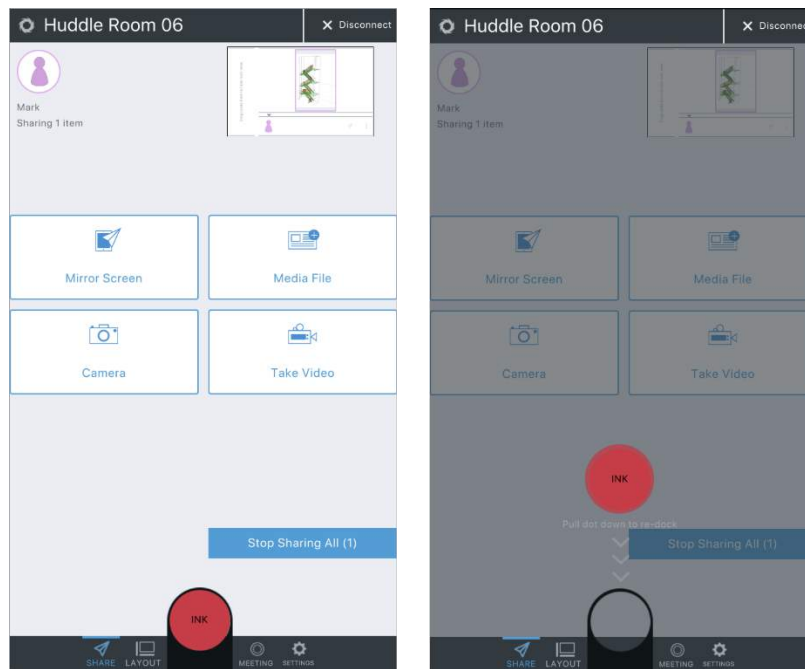 Huddle Room 06
Disconnect
Mark
Sharing 1 item
Mirror Screen
Media File
Camera
Take Video
Stop Sharing All (1)
INK
SHARE
LAYOUT
MEETING
SETTINGS
Huddle Room 06
Disconnec
Mark
Sharing 1 item
Mirror Screen
Media File
Camera
Take Video
INK
Pull dot down to re-dock
Stop Sharing All (1)
SHARE
LAYOUT
MEETING
SETTINGS